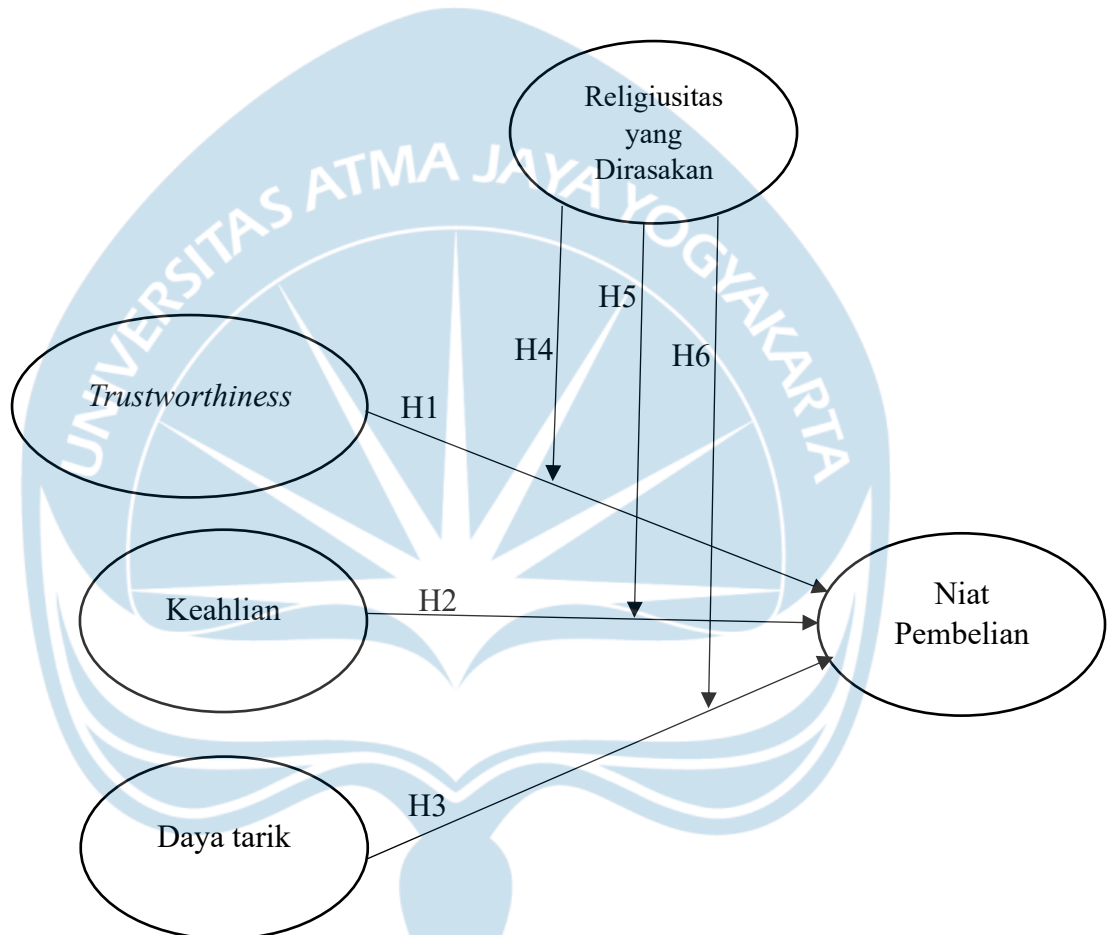 Religiusitas
yang
Dirasakan
UNIVERSITAS ATMA JAYA YOGYAKARTA
H5
H4
H6
Trustworthiness
H1
Keahlian
H2
Niat
Pembelian
H3
Daya tarik